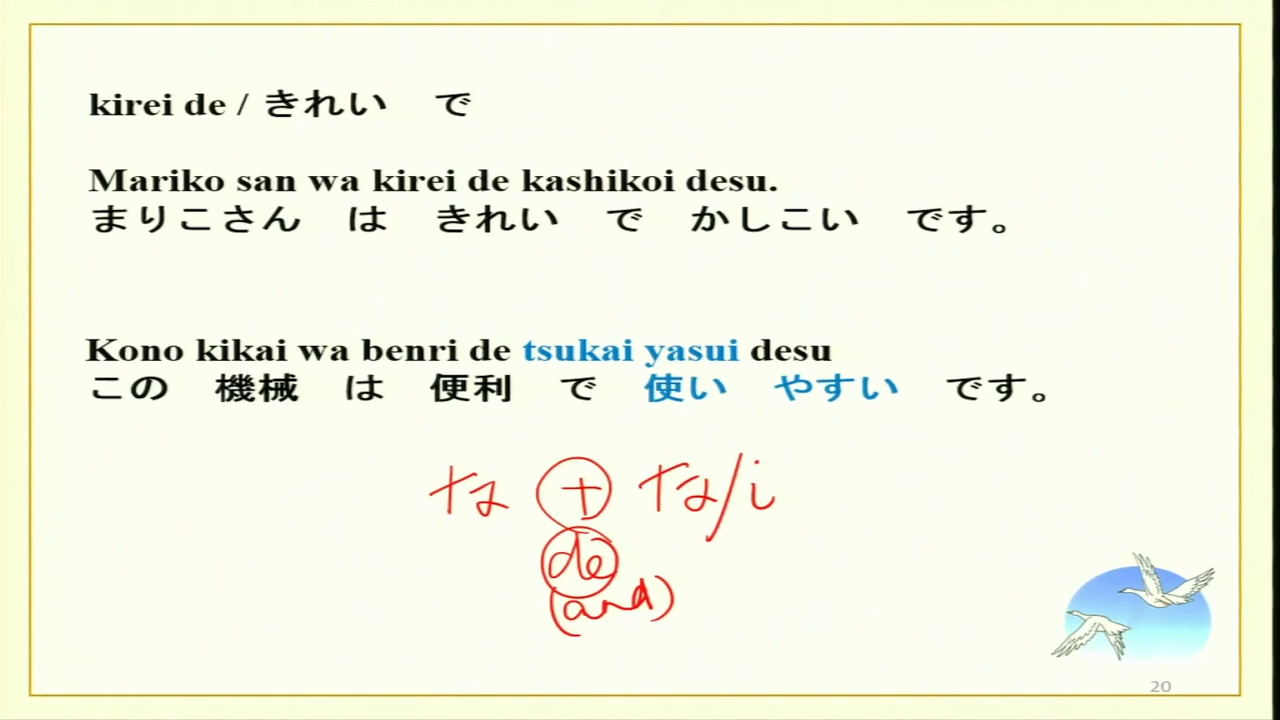 kirei de / きれい で
Mariko san wa kirei de kashikoi desu.
まりこさん は きれい で かしこい です。
Kono kikai wa benri de tsukai yasui desu
この 機械 は 便利 で 使い やすい です。
な + な/i
de
(and)
20